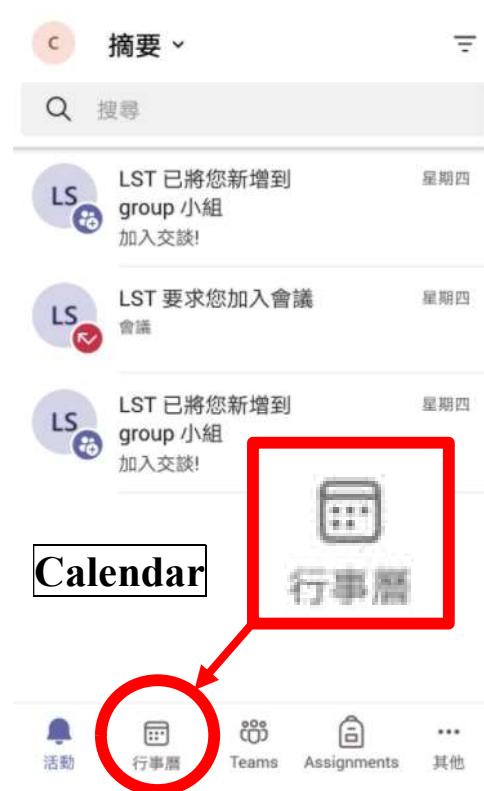 C 摘要
搜尋
LS LST 已將您新增到 星期四
group 小組
加入交談!
LS LST 要求您加入會議 星期四
會議
LS LST 已將您新增到 星期四
group 小組
加入交談!
Calendar
行事曆
活動 行事曆 Teams Assignments 其他